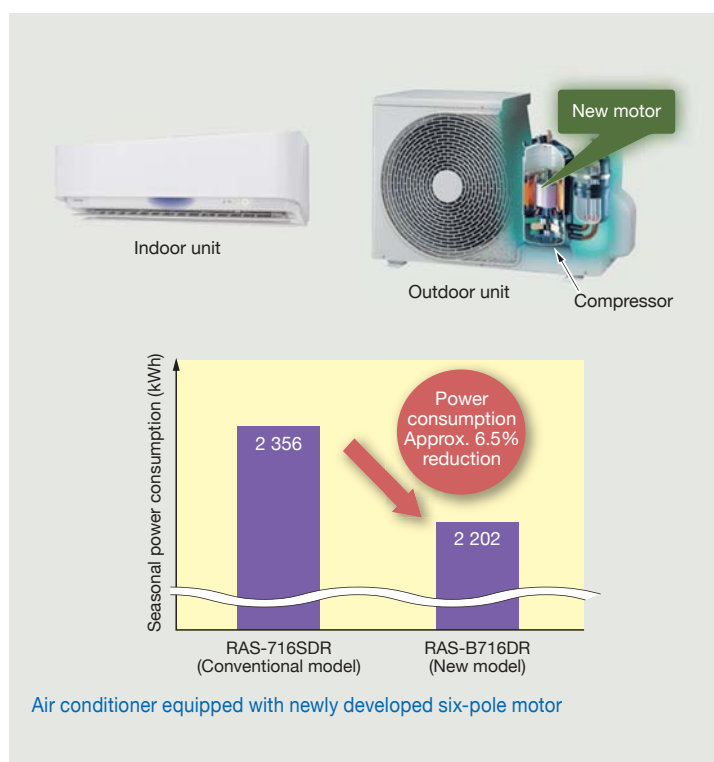 New motor
Indoor unit
Outdoor unit
Compressor
Seasonal power consumption (kWh)
Power
consumption
Approx. 6.5%
reduction
2 356
2 202
RAS-716SDR
(Conventional model)
RAS-B716DR
(New model)
Air conditioner equipped with newly developed six-pole motor